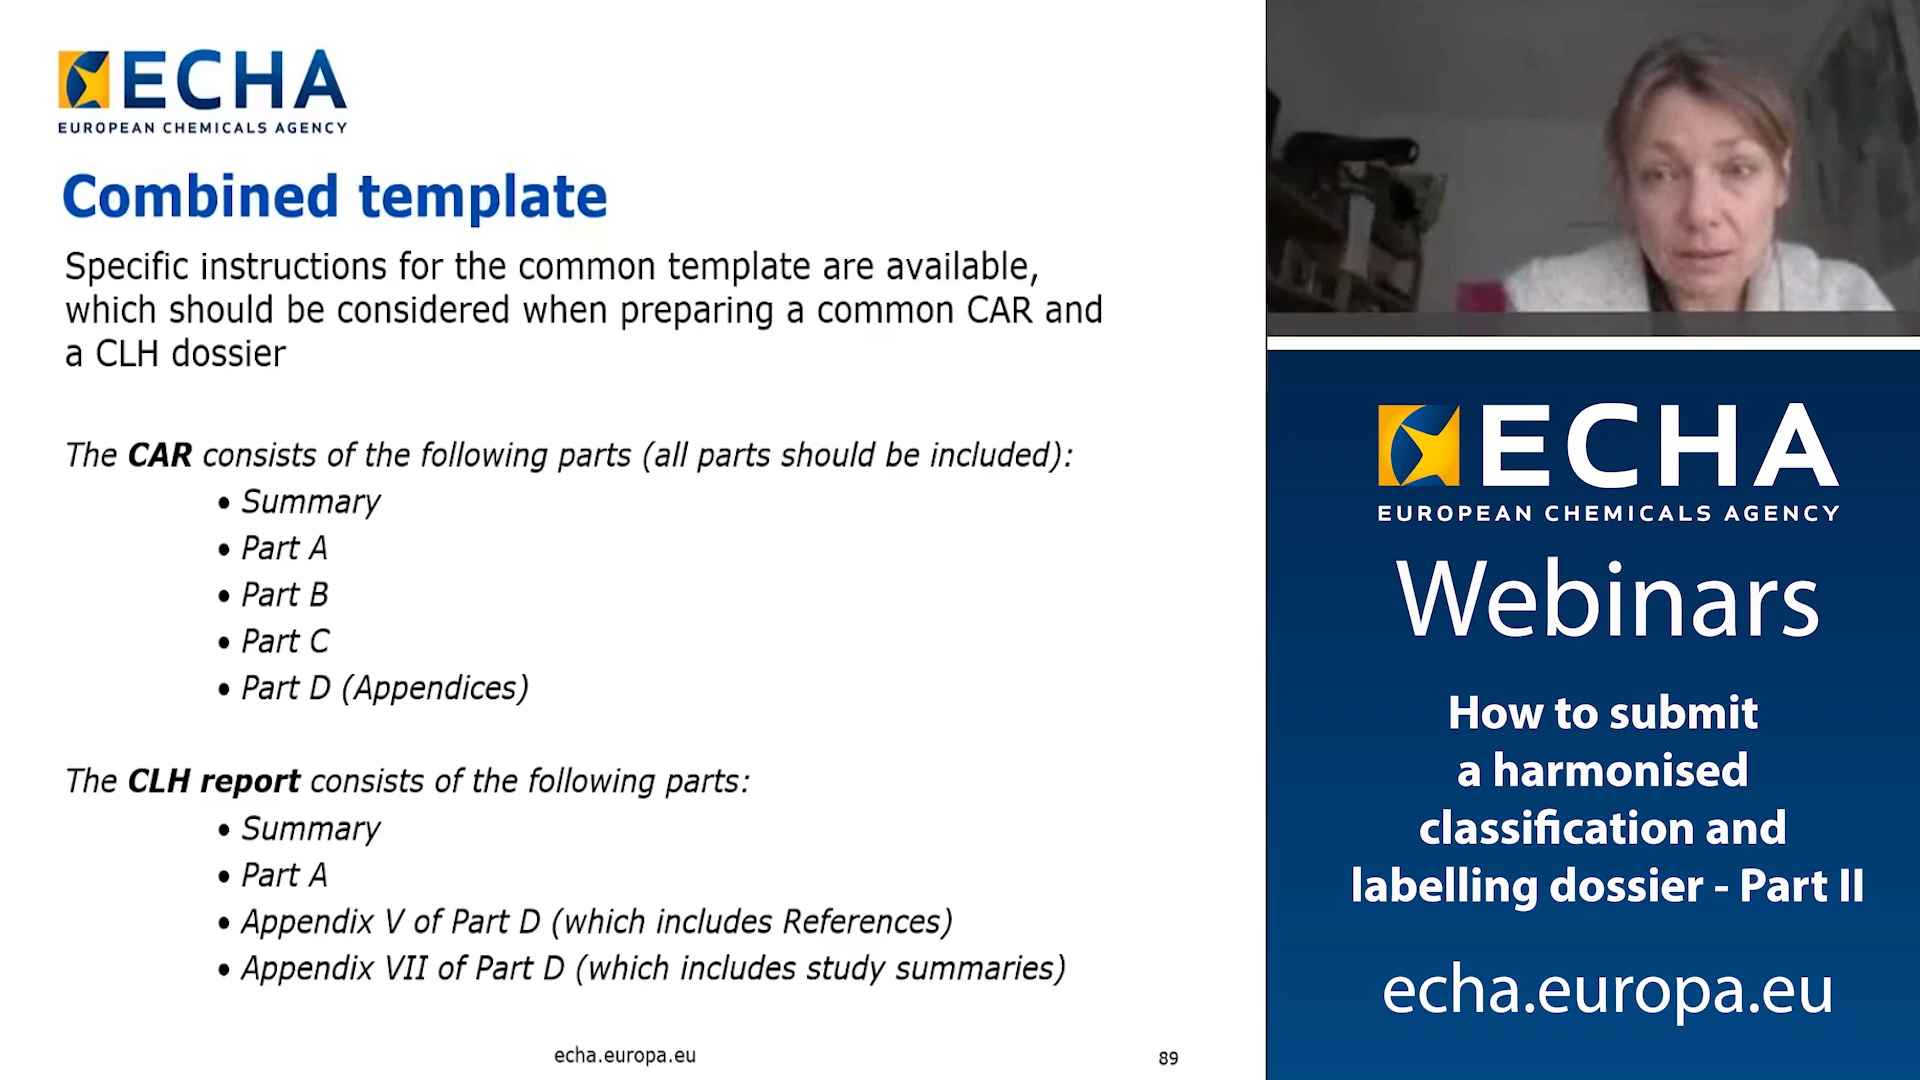 ECHA
EUROPEAN CHEMICALS AGENCY
Combined template
Specific instructions for the common template are available,
which should be considered when preparing a common CAR and
a CLH dossier
The CAR consists of the following parts (all parts should be included):
• Summary
• Part A
• Part B
• Part C
• Part D (Appendices)
The CLH report consists of the following parts:
• Summary
• Part A
• Appendix V of Part D (which includes References)
• Appendix VII of Part D (which includes study summaries)
echa.europa.eu
89
ECHA
EUROPEAN CHEMICALS AGENCY
Webinars
How to submit
a harmonised
classification and
labelling dossier - Part II
echa.europa.eu